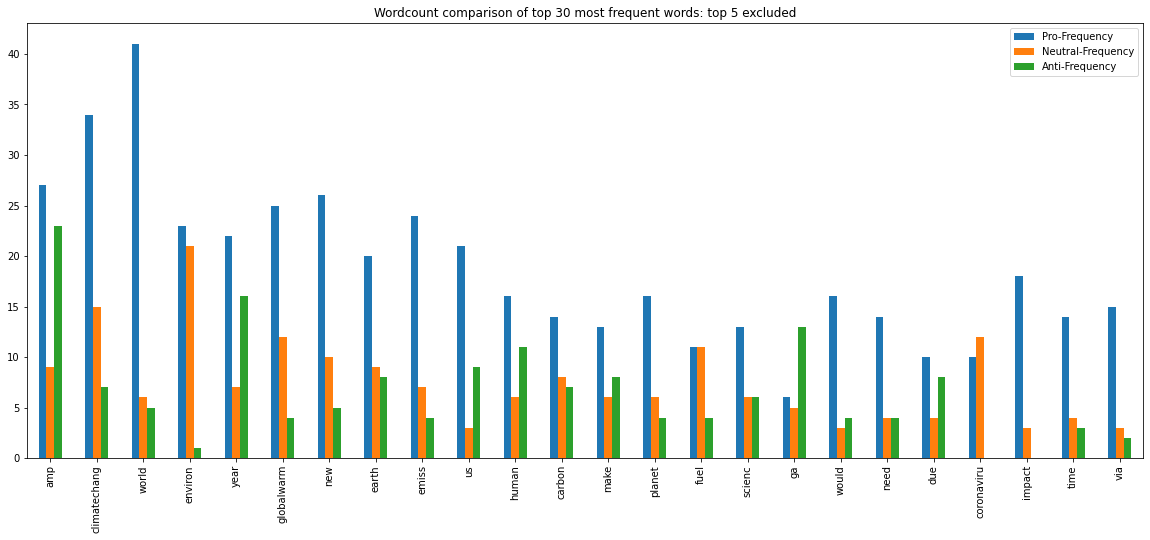 Wordcount comparison of top 30 most frequent words: top 5 excluded
Pro-Frequency
Neutral-Frequency
Anti-Frequency
40
35
30
25
20
15
10
5
0
amp
climatechang
world
environ
year
globalwarm
new
earth
emiss
us
human
carbon
make
planet
fuel
scienc
ga
would
need
due
coronaviru
impact
time
via